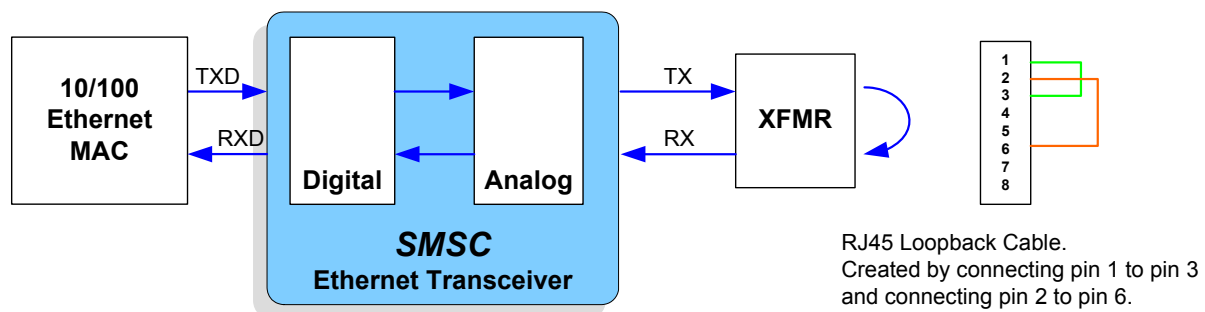 10/100
Ethernet
MAC
TXD
RXD
Digital
Analog
SMSC
Ethernet Transceiver
TX
RX
XFMR
1
2
3
4
5
6
7
8
RJ45 Loopback Cable.
Created by connecting pin 1 to pin 3
and connecting pin 2 to pin 6.